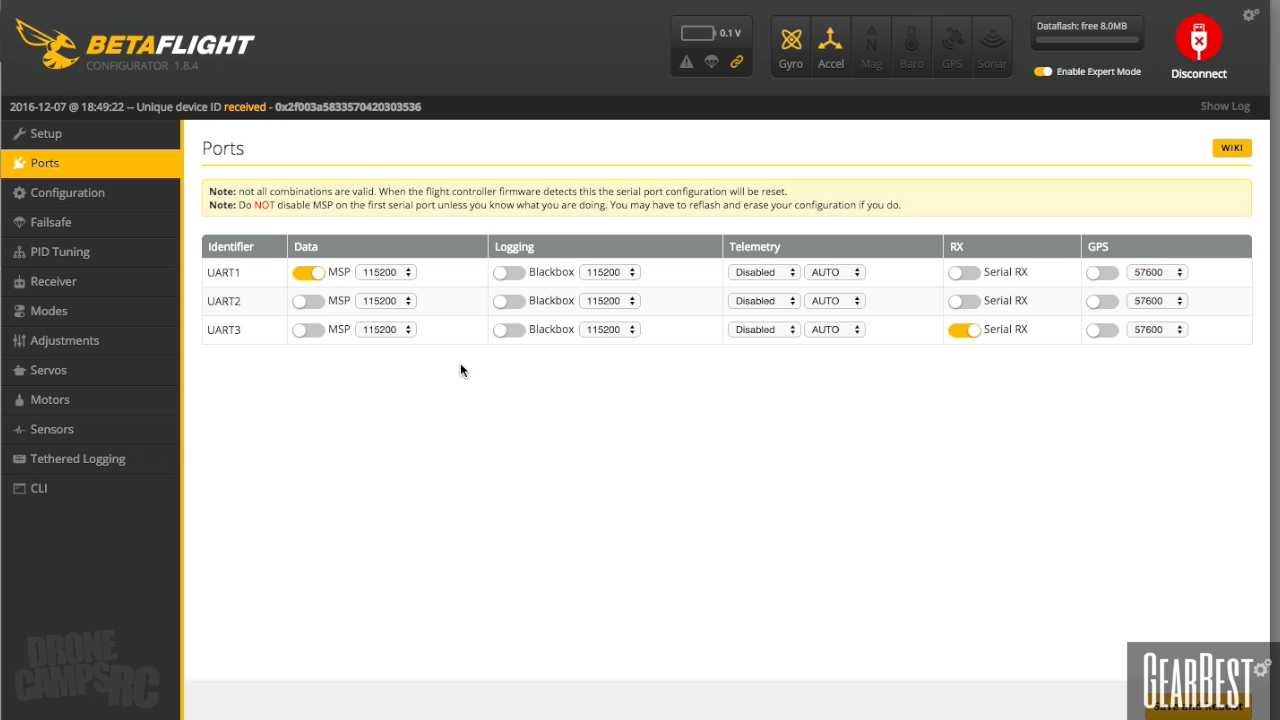 BETAFLIGHT
CONFIGURATOR 1.8.4
0.1 V
Gyro
Accel
Mag
Baro
GPS
Sonar
Dataflash: free 8.0MB
Enable Expert Mode
Disconnect
2016-12-07 @ 18:49:22 -- Unique device ID received - 0x2f003a5833570420303536
Show Log
Setup
Ports
Configuration
Failsafe
PID Tuning
Receiver
Modes
Adjustments
Servos
Motors
Sensors
Tethered Logging
CLI
DRONE
CAMPSRC
Ports
WIKI
Note: not all combinations are valid. When the flight controller firmware detects this the serial port configuration will be reset.
Note: Do NOT disable MSP on the first serial port unless you know what you are doing. You may have to reflash and erase your configuration if you do.
Identifier Data Logging Telemetry RX GPS
UART1 MSP 115200 Blackbox 115200 Disabled AUTO Serial RX 57600
UART2 MSP 115200 Blackbox 115200 Disabled AUTO Serial RX 57600
UART3 MSP 115200 Blackbox 115200 Disabled AUTO Serial RX 57600
GEARBEST
Save and Reboot